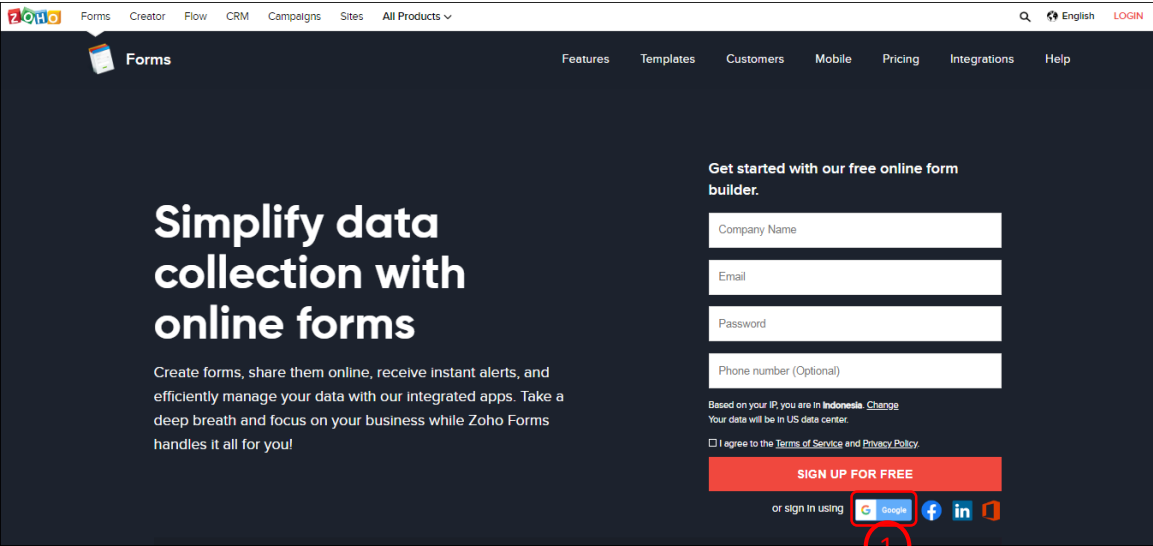 ZOHO Forms Creator Flow CRM Campaigns Sites All Products English LOGIN
Forms Features Templates Customers Mobile Pricing Integrations Help
Simplify data
collection with
online forms
Create forms, share them online, receive instant alerts, and
efficiently manage your data with our integrated apps. Take a
deep breath and focus on your business while Zoho Forms
handles it all for you!
Get started with our free online form
builder.
Company Name
Email
Password
Phone number (Optional)
Based on your IP, you are in Indonesia. Change
Your data will be in US data center.
I agree to the Terms of Service and Privacy Policy.
SIGN UP FOR FREE
or sign in using G Google f in
1